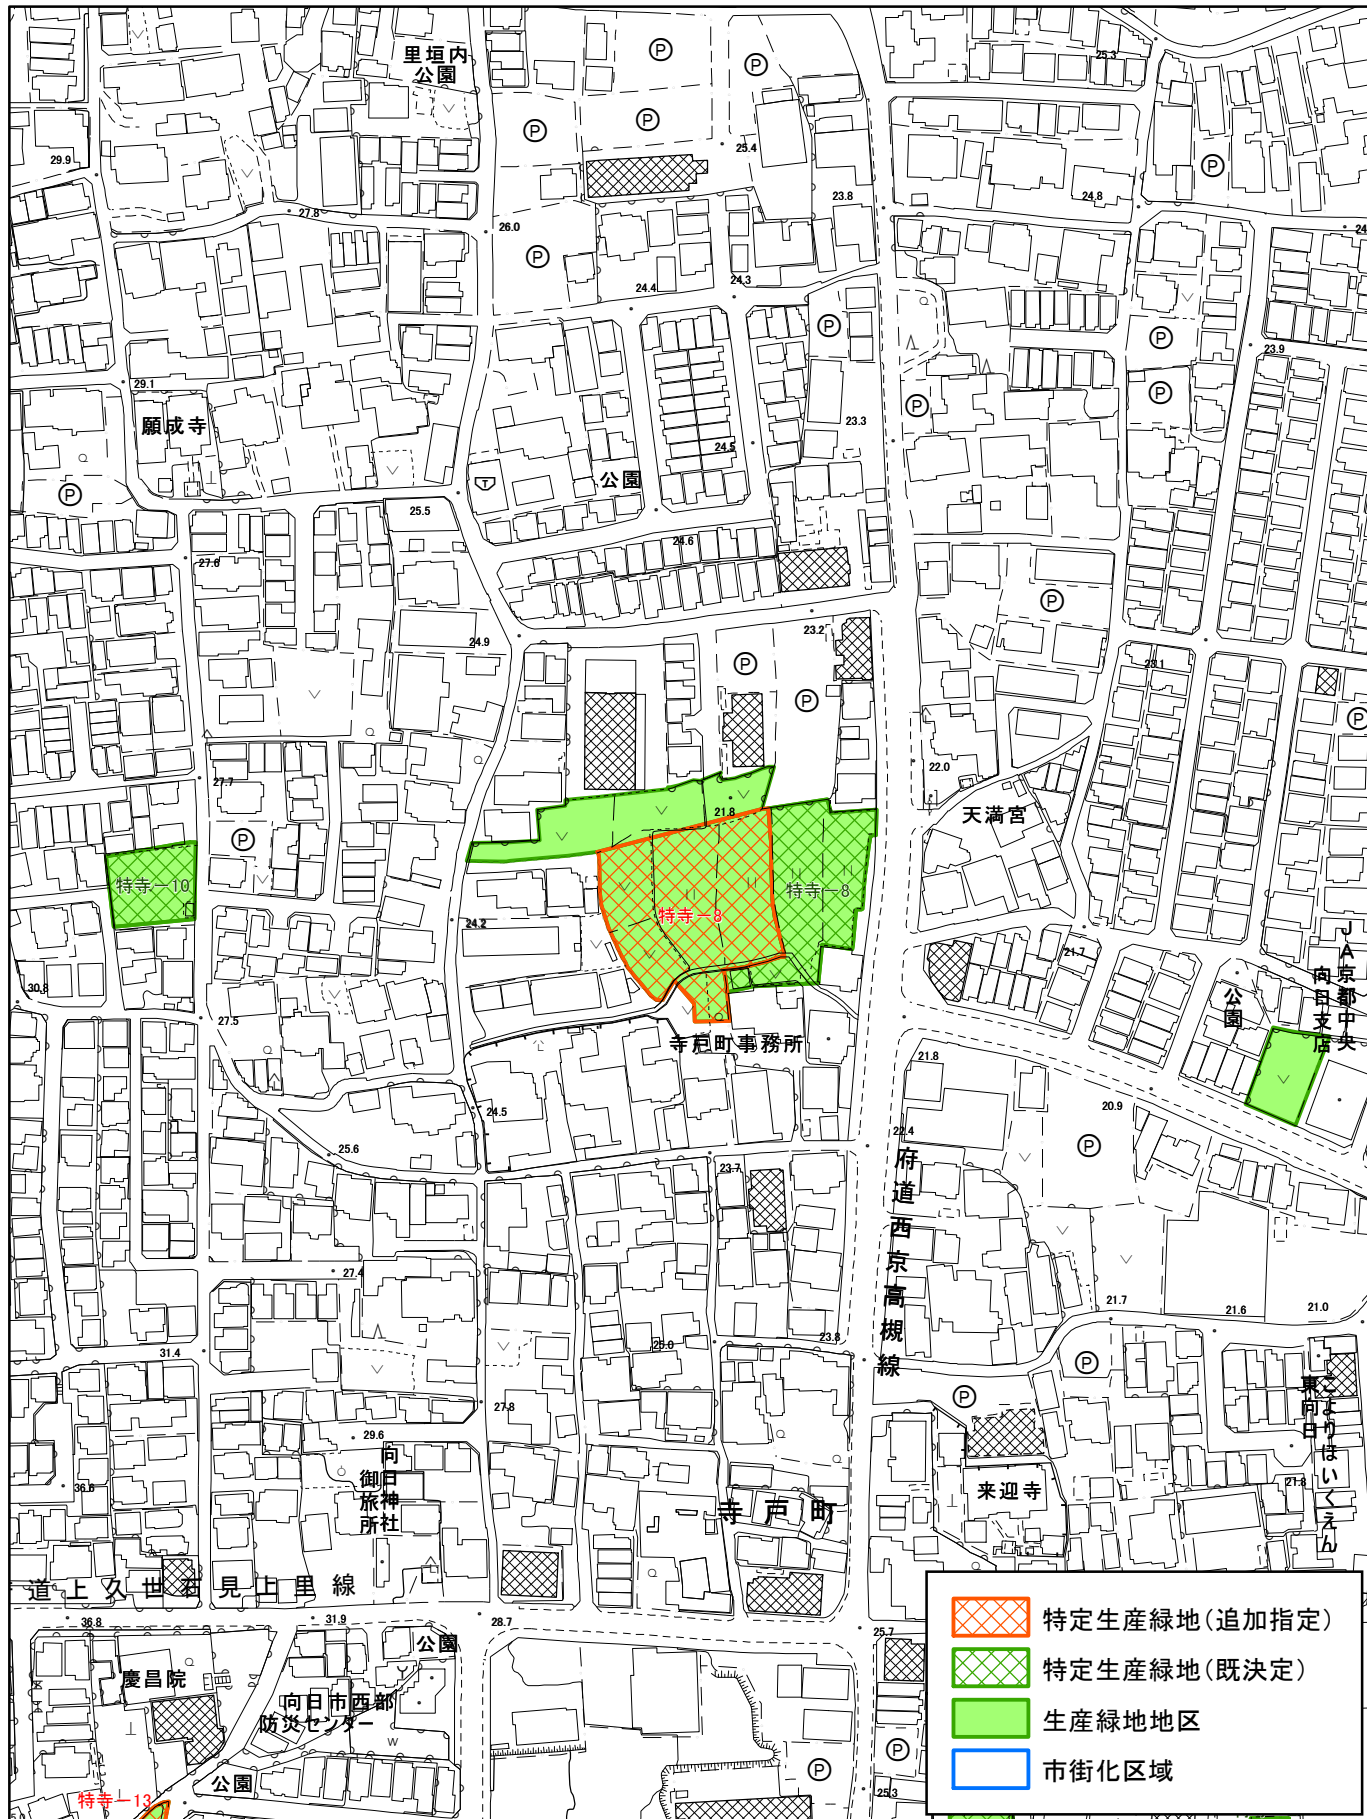 里垣内
公園
Ⓟ
Ⓟ
25.3
Ⓟ
Ⓟ
25.4
29.9
Ⓟ
23.8
24.8
27.8
26.0
Ⓟ
24.3
24.4
Ⓟ
Ⓟ
23.9
29.1
Ⓟ
Ⓟ
願成寺
23.3
24.5
公園
Ⓟ
25.5
24.6
27.6
Ⓟ
23.2
24.9
Ⓟ
23.1
Ⓟ
Ⓟ
22.0
27.7
21.8
天満宮
Ⓟ
特寺－10
特寺－8
特寺－8
24.2
21.7
JA京都中央
向日支店
公園
30.8
27.5
寺戸町事務所
21.8
24.5
20.9
22.4
Ⓟ
25.6
23.7
府道西京高槻線
27.4
21.7
21.6
21.0
23.8
25.0
31.4
Ⓟ
Ⓟ
こよりほいくえん
東向日
27.8
29.6
向日神社
御旅所
36.6
21.8
来迎寺
寺戸町
道上久世石見上里線
36.8
31.9
28.7
25.7
公園
慶昌院
向日市西部
防災センター
Ⓟ
Ⓟ
公園
25.3
特寺－13
特定生産緑地（追加指定）
特定生産緑地（既決定）
生産緑地地区
市街化区域